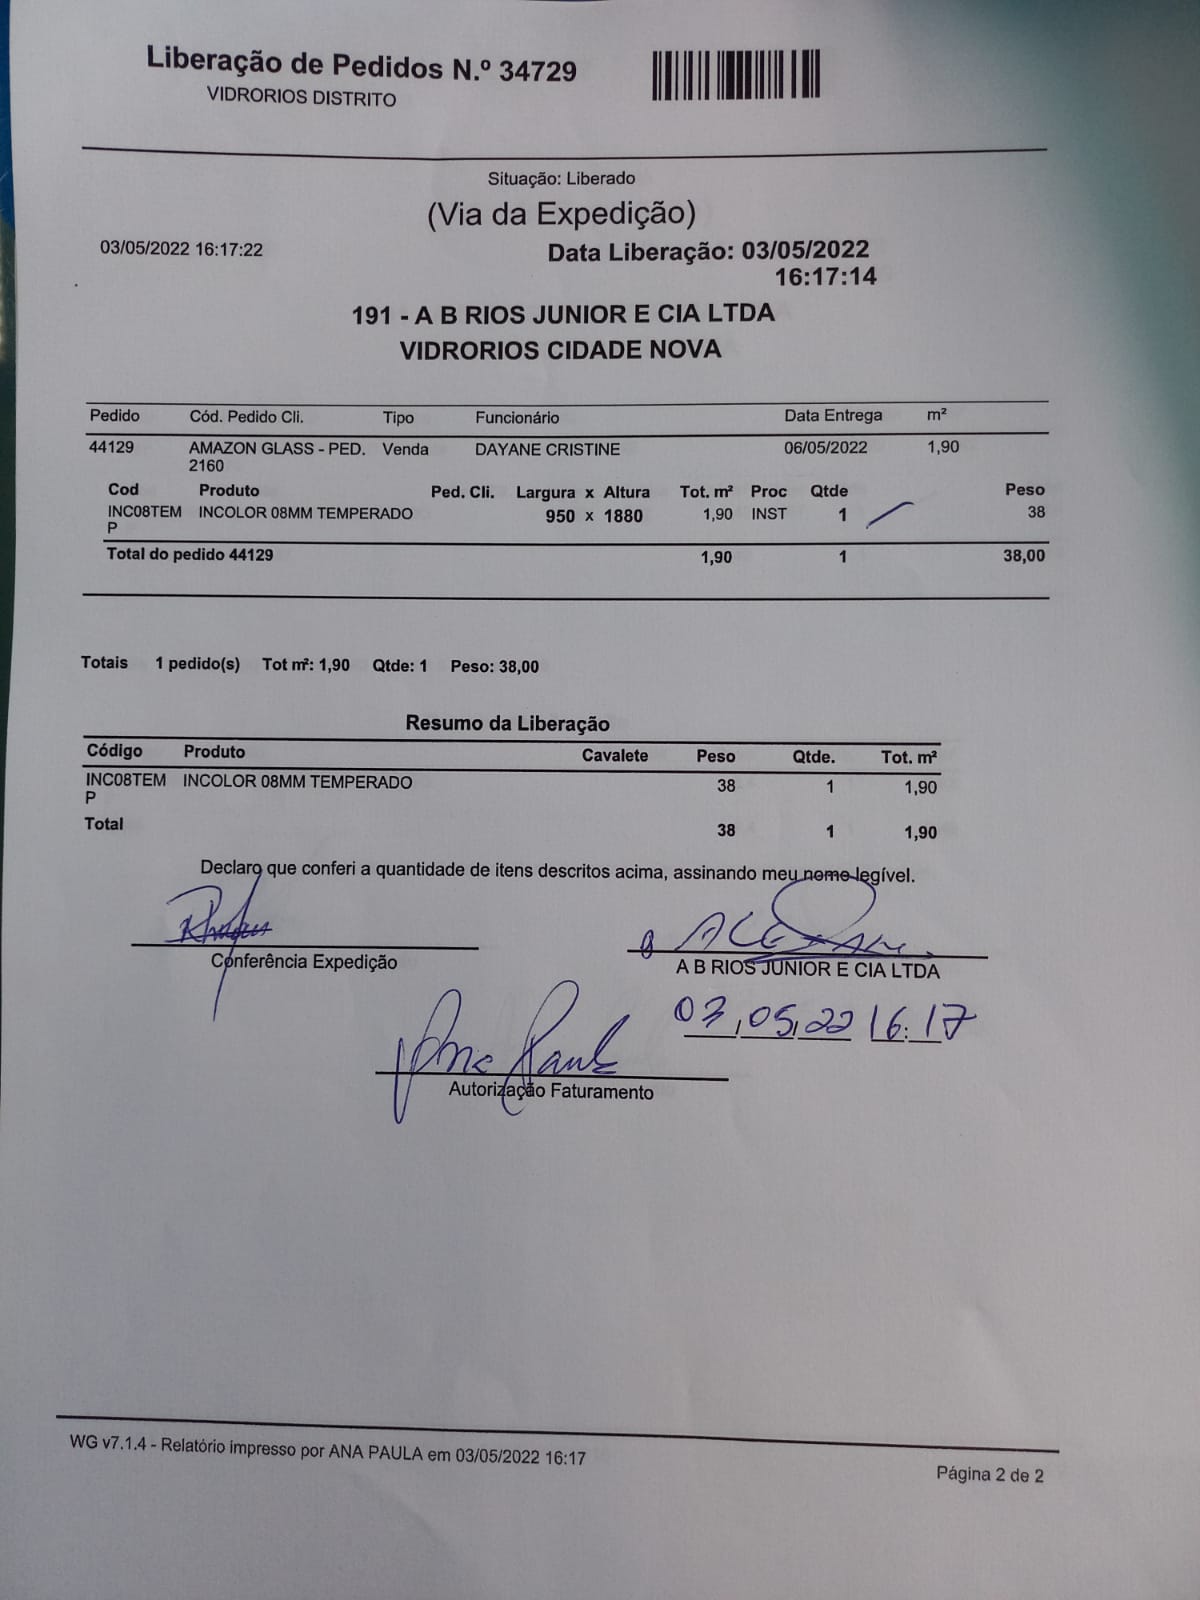 Liberação de Pedidos N.º 34729
VIDRORIOS DISTRITO
Situação: Liberado
(Via da Expedição)
03/05/2022 16:17:22
Data Liberação: 03/05/2022
16:17:14
191 - A B RIOS JUNIOR E CIA LTDA
VIDRORIOS CIDADE NOVA
Pedido Cód. Pedido Cli. Tipo Funcionário Data Entrega m²
44129 AMAZON GLASS - PED. Venda DAYANE CRISTINE 06/05/2022 1,90
2160
Cod Produto Ped. Cli. Largura x Altura Tot. m² Proc Qtde Peso
INC08TEM INCOLOR 08MM TEMPERADO 950 x 1880 1,90 INST 1 38
P
Total do pedido 44129 1,90 1 38,00
Totais 1 pedido(s) Tot m²: 1,90 Qtde: 1 Peso: 38,00
Resumo da Liberação
Código Produto Cavalete Peso Qtde. Tot. m²
INC08TEM INCOLOR 08MM TEMPERADO 38 1 1,90
P
Total 38 1 1,90
Declaro que conferi a quantidade de itens descritos acima, assinando meu nome legível.
Conferência Expedição
A B RIOS JUNIOR E CIA LTDA
03,05,22 16:17
Ana Paula
Autorização Faturamento
WG v7.1.4 - Relatório impresso por ANA PAULA em 03/05/2022 16:17
Página 2 de 2